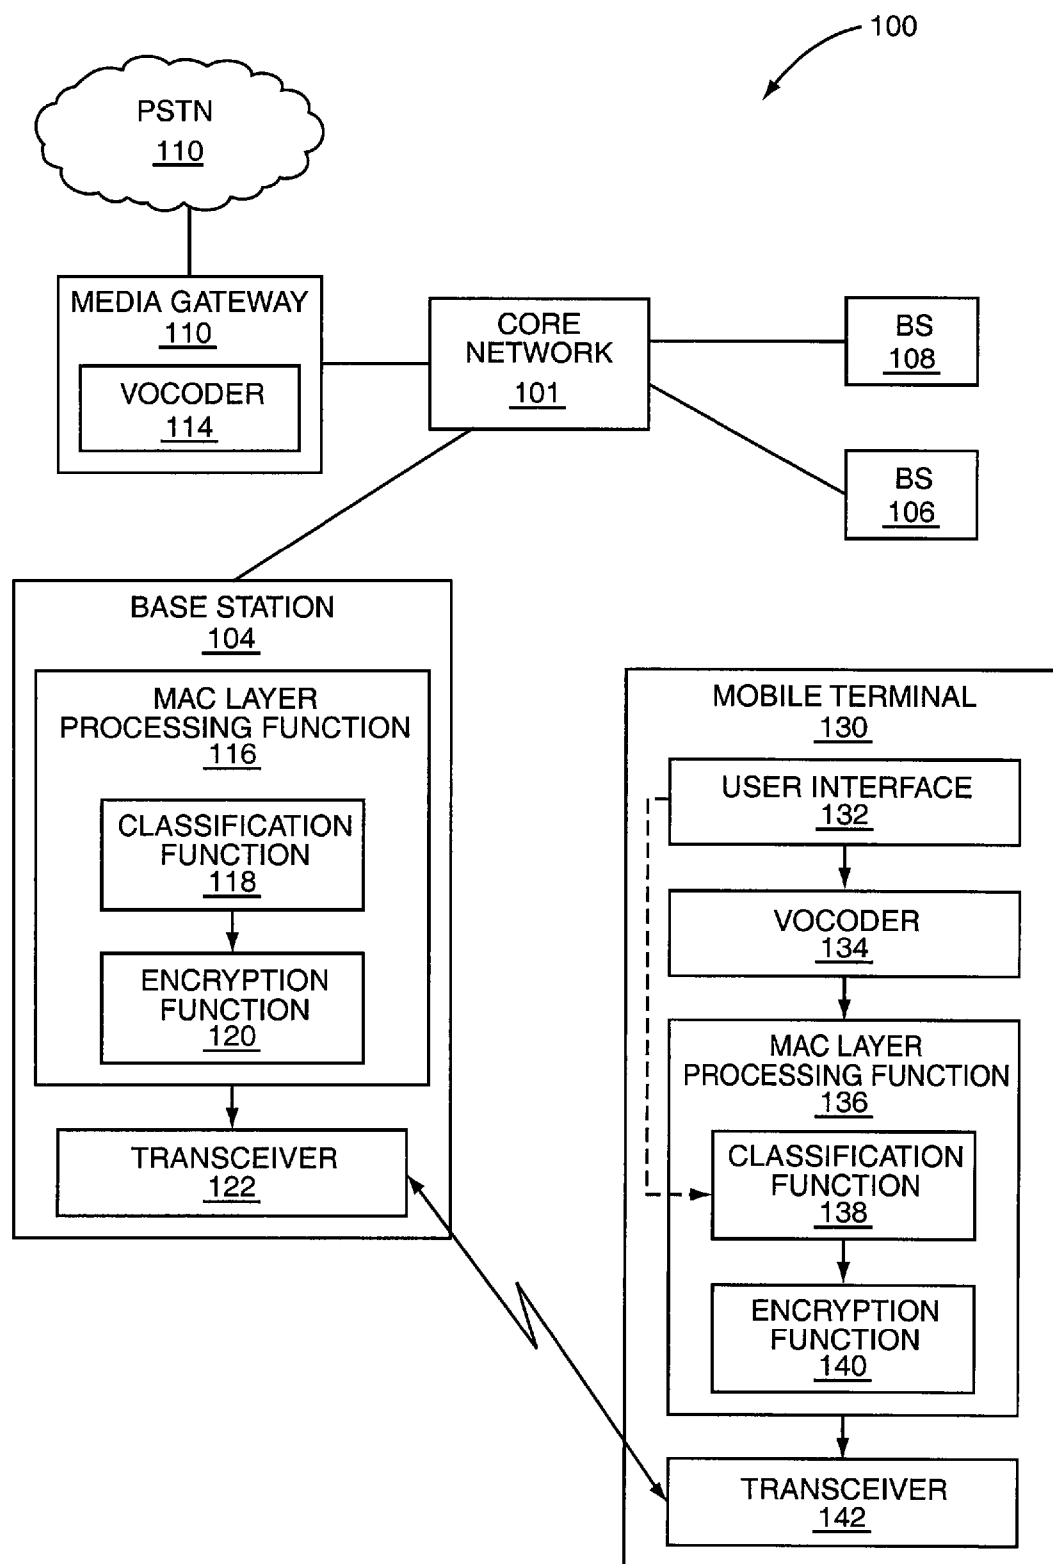 100
PSTN
110
MEDIA GATEWAY
110
VOCODER
114
CORE
NETWORK
101
BS
108
BS
106
BASE STATION
104
MAC LAYER
PROCESSING FUNCTION
116
CLASSIFICATION
FUNCTION
118
ENCRYPTION
FUNCTION
120
TRANSCEIVER
122
MOBILE TERMINAL
130
USER INTERFACE
132
VOCODER
134
MAC LAYER
PROCESSING FUNCTION
136
CLASSIFICATION
FUNCTION
138
ENCRYPTION
FUNCTION
140
TRANSCEIVER
142